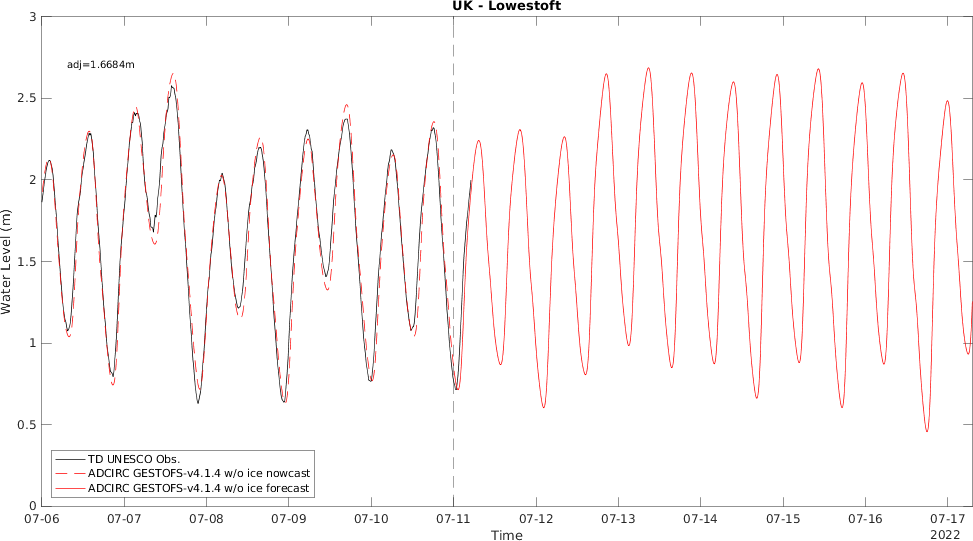 UK - Lowestoft
adj=1.6684m
Water Level (m)
3
2.5
2
1.5
1
0.5
0
TD UNESCO Obs.
ADCIRC GESTOFS-v4.1.4 w/o ice nowcast
ADCIRC GESTOFS-v4.1.4 w/o ice forecast
07-06 07-07 07-08 07-09 07-10 07-11 07-12 07-13 07-14 07-15 07-16 07-17
2022
Time